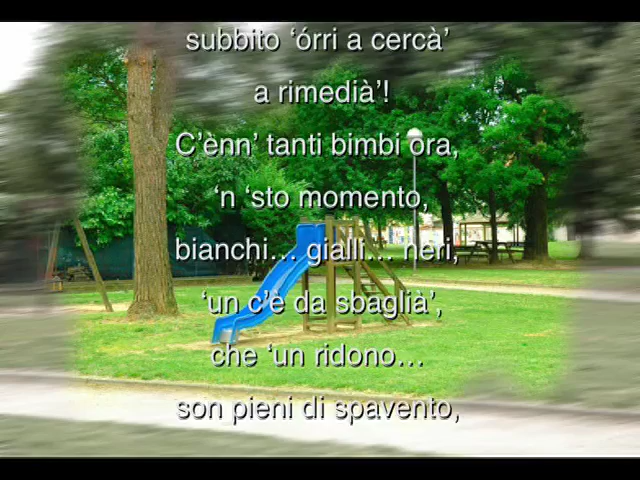 subbito ‘órri a cercà’
a rimedià’!
C’ènn’ tanti bimbi ora,
‘n ‘sto momento,
bianchi… gialli… neri,
‘un c’è da sbaglià’,
che ‘un ridono…
son pieni di spavento,